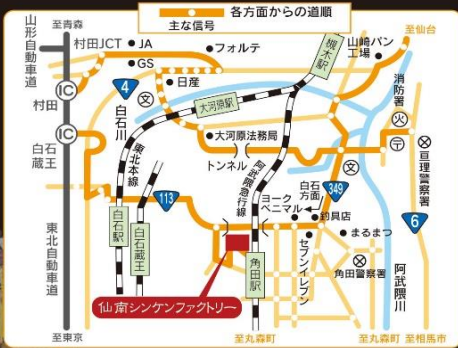 各方面からの道順
主な信号
至青森
至仙台
山形自動車道
村田JCT
JA
GS
フォルテ
槻木駅
山崎パン
工場
日産
消防署
IC
村田
4
文
白石川
大河原駅
火
〒
IC
白石
蔵王
大河原法務局
トンネル
東北本線
阿武隈急行線
文
亘理警察署
113
ヨーク
ベニマル
白石
方面
349
釣具店
6
白石駅
白石蔵王
まるまつ
セブンイレブン
角田警察署
東北自動車道
角田駅
阿武隈川
仙南シンケンファクトリー
至東京
至丸森町
至丸森町
至相馬市